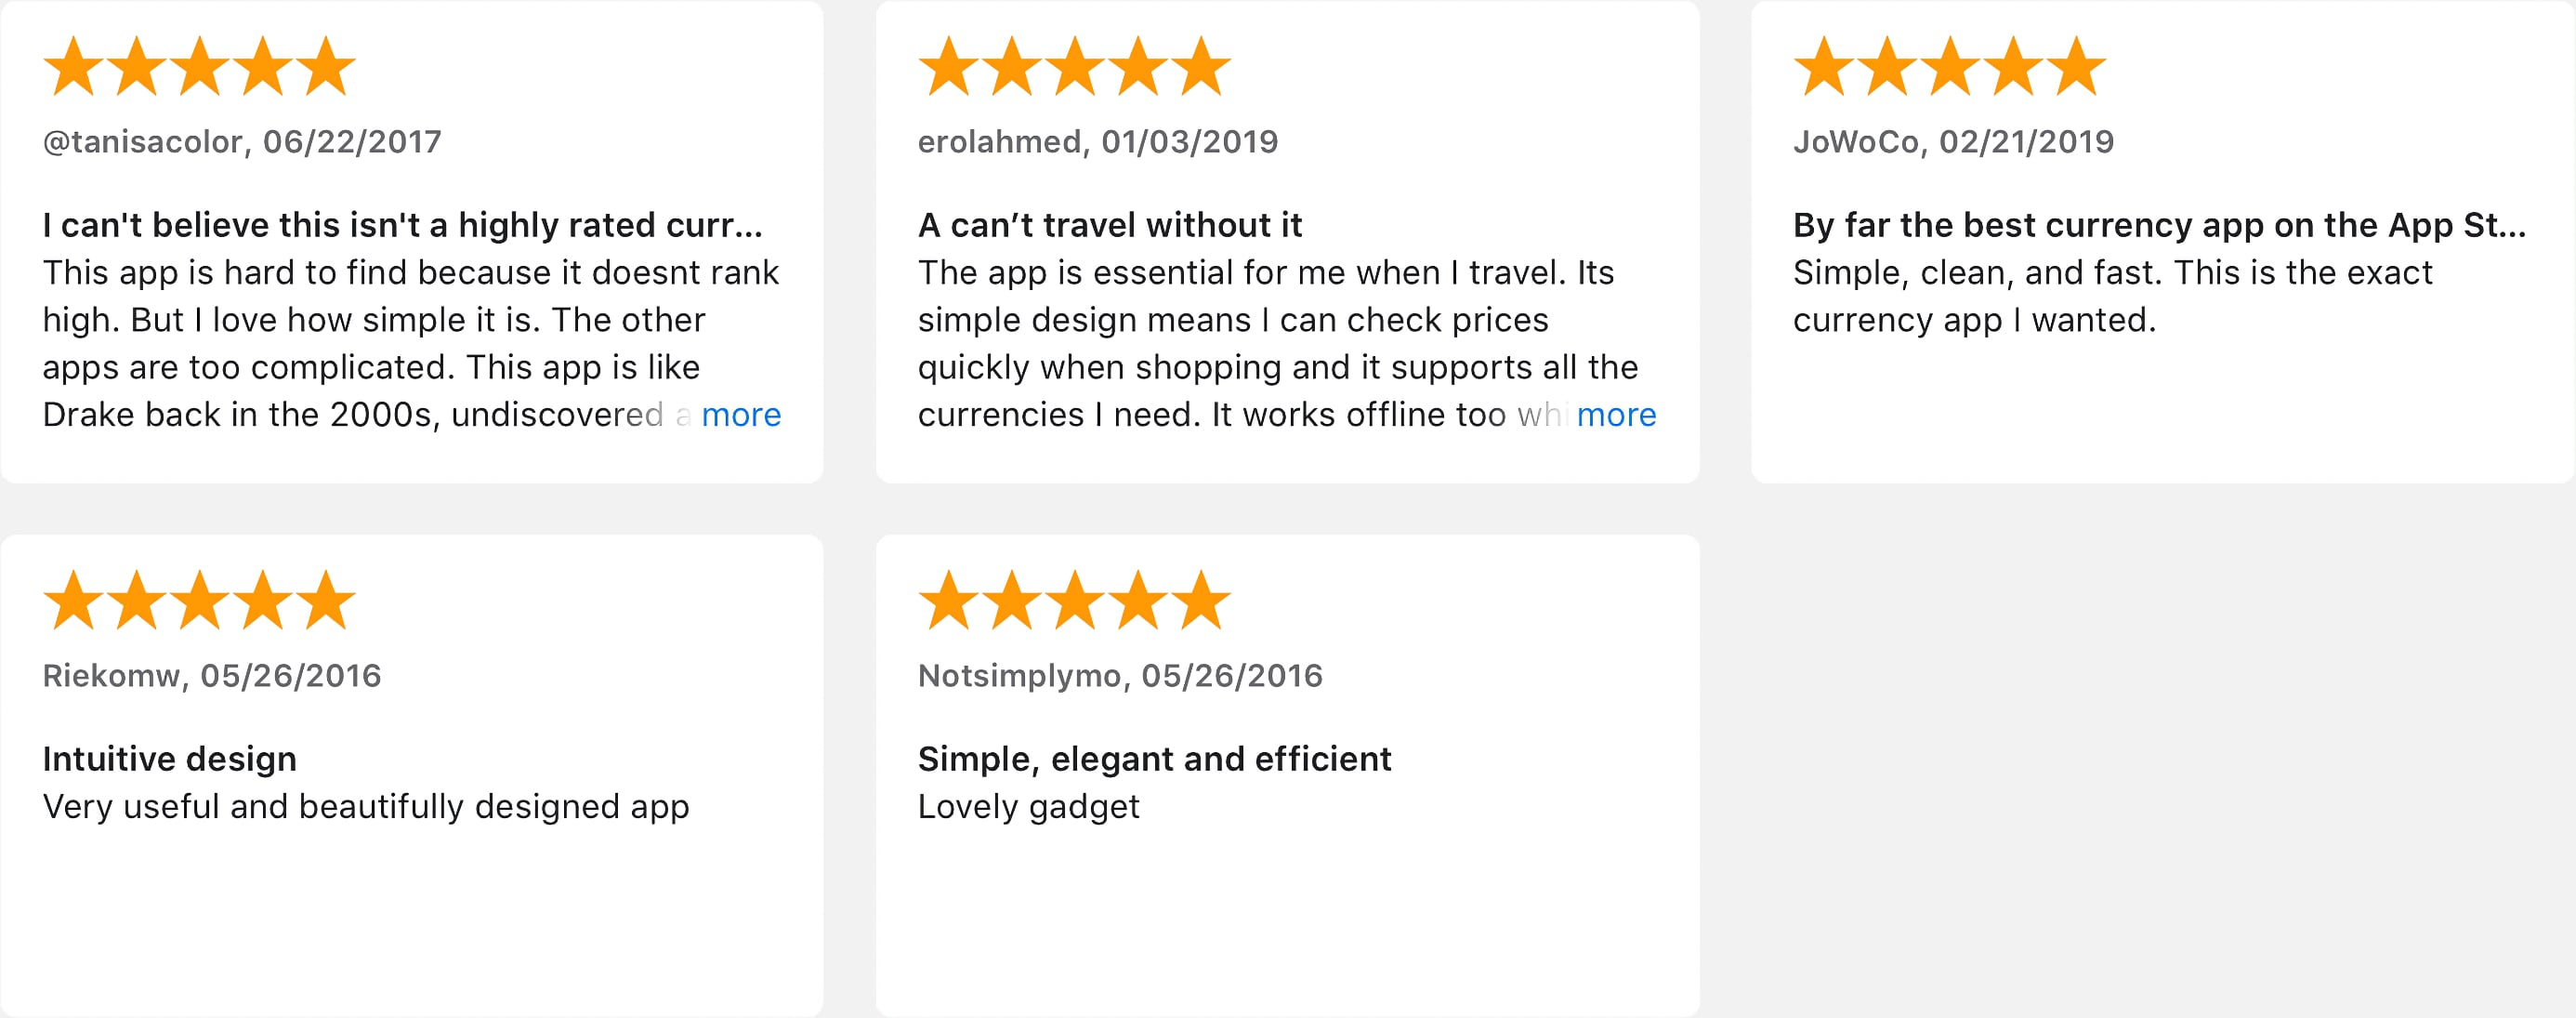 @tanisacolor, 06/22/2017
I can't believe this isn't a highly rated curr...
This app is hard to find because it doesnt rank
high. But I love how simple it is. The other
apps are too complicated. This app is like
Drake back in the 2000s, undiscovered a more
erolahmed, 01/03/2019
A can’t travel without it
The app is essential for me when I travel. Its
simple design means I can check prices
quickly when shopping and it supports all the
currencies I need. It works offline too whi more
JoWoCo, 02/21/2019
By far the best currency app on the App St...
Simple, clean, and fast. This is the exact
currency app I wanted.
Riekomw, 05/26/2016
Intuitive design
Very useful and beautifully designed app
Notsimplymo, 05/26/2016
Simple, elegant and efficient
Lovely gadget